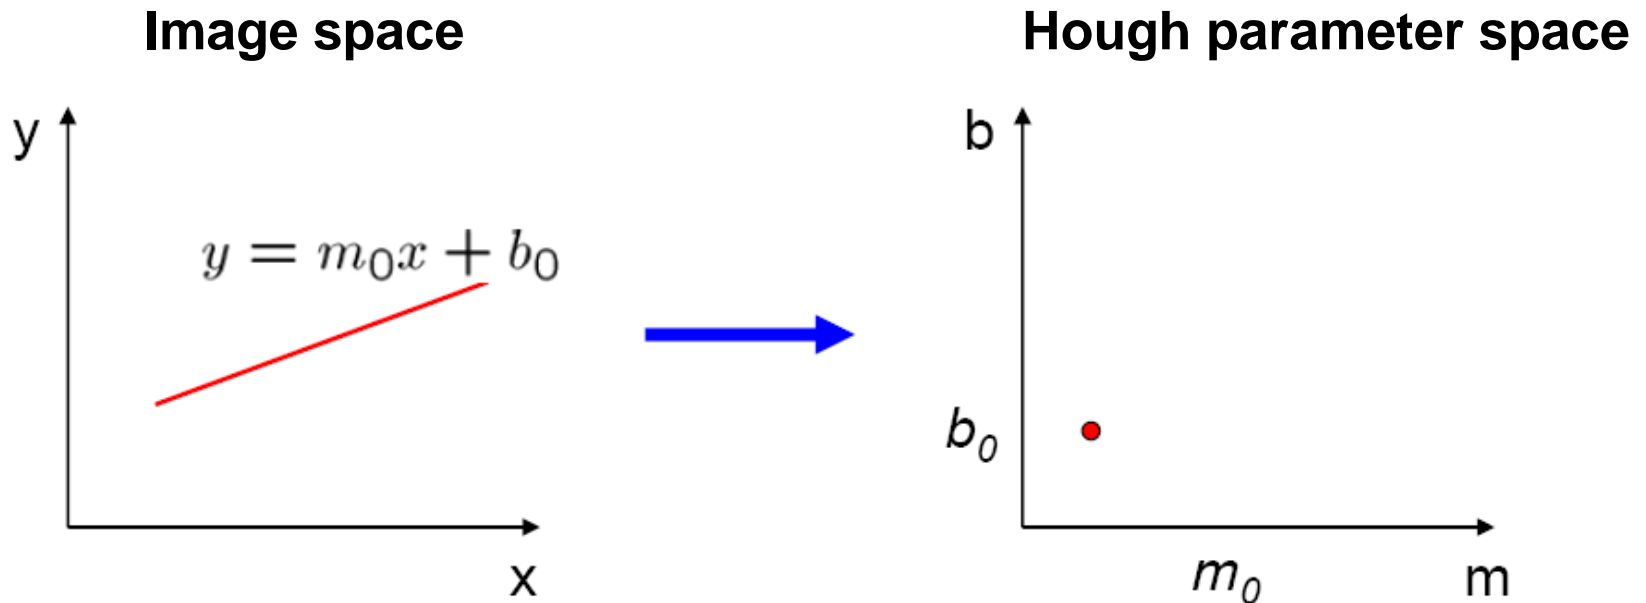 Image space
Hough parameter space
y
b
y = m₀x + b₀
b₀
x
m₀
m